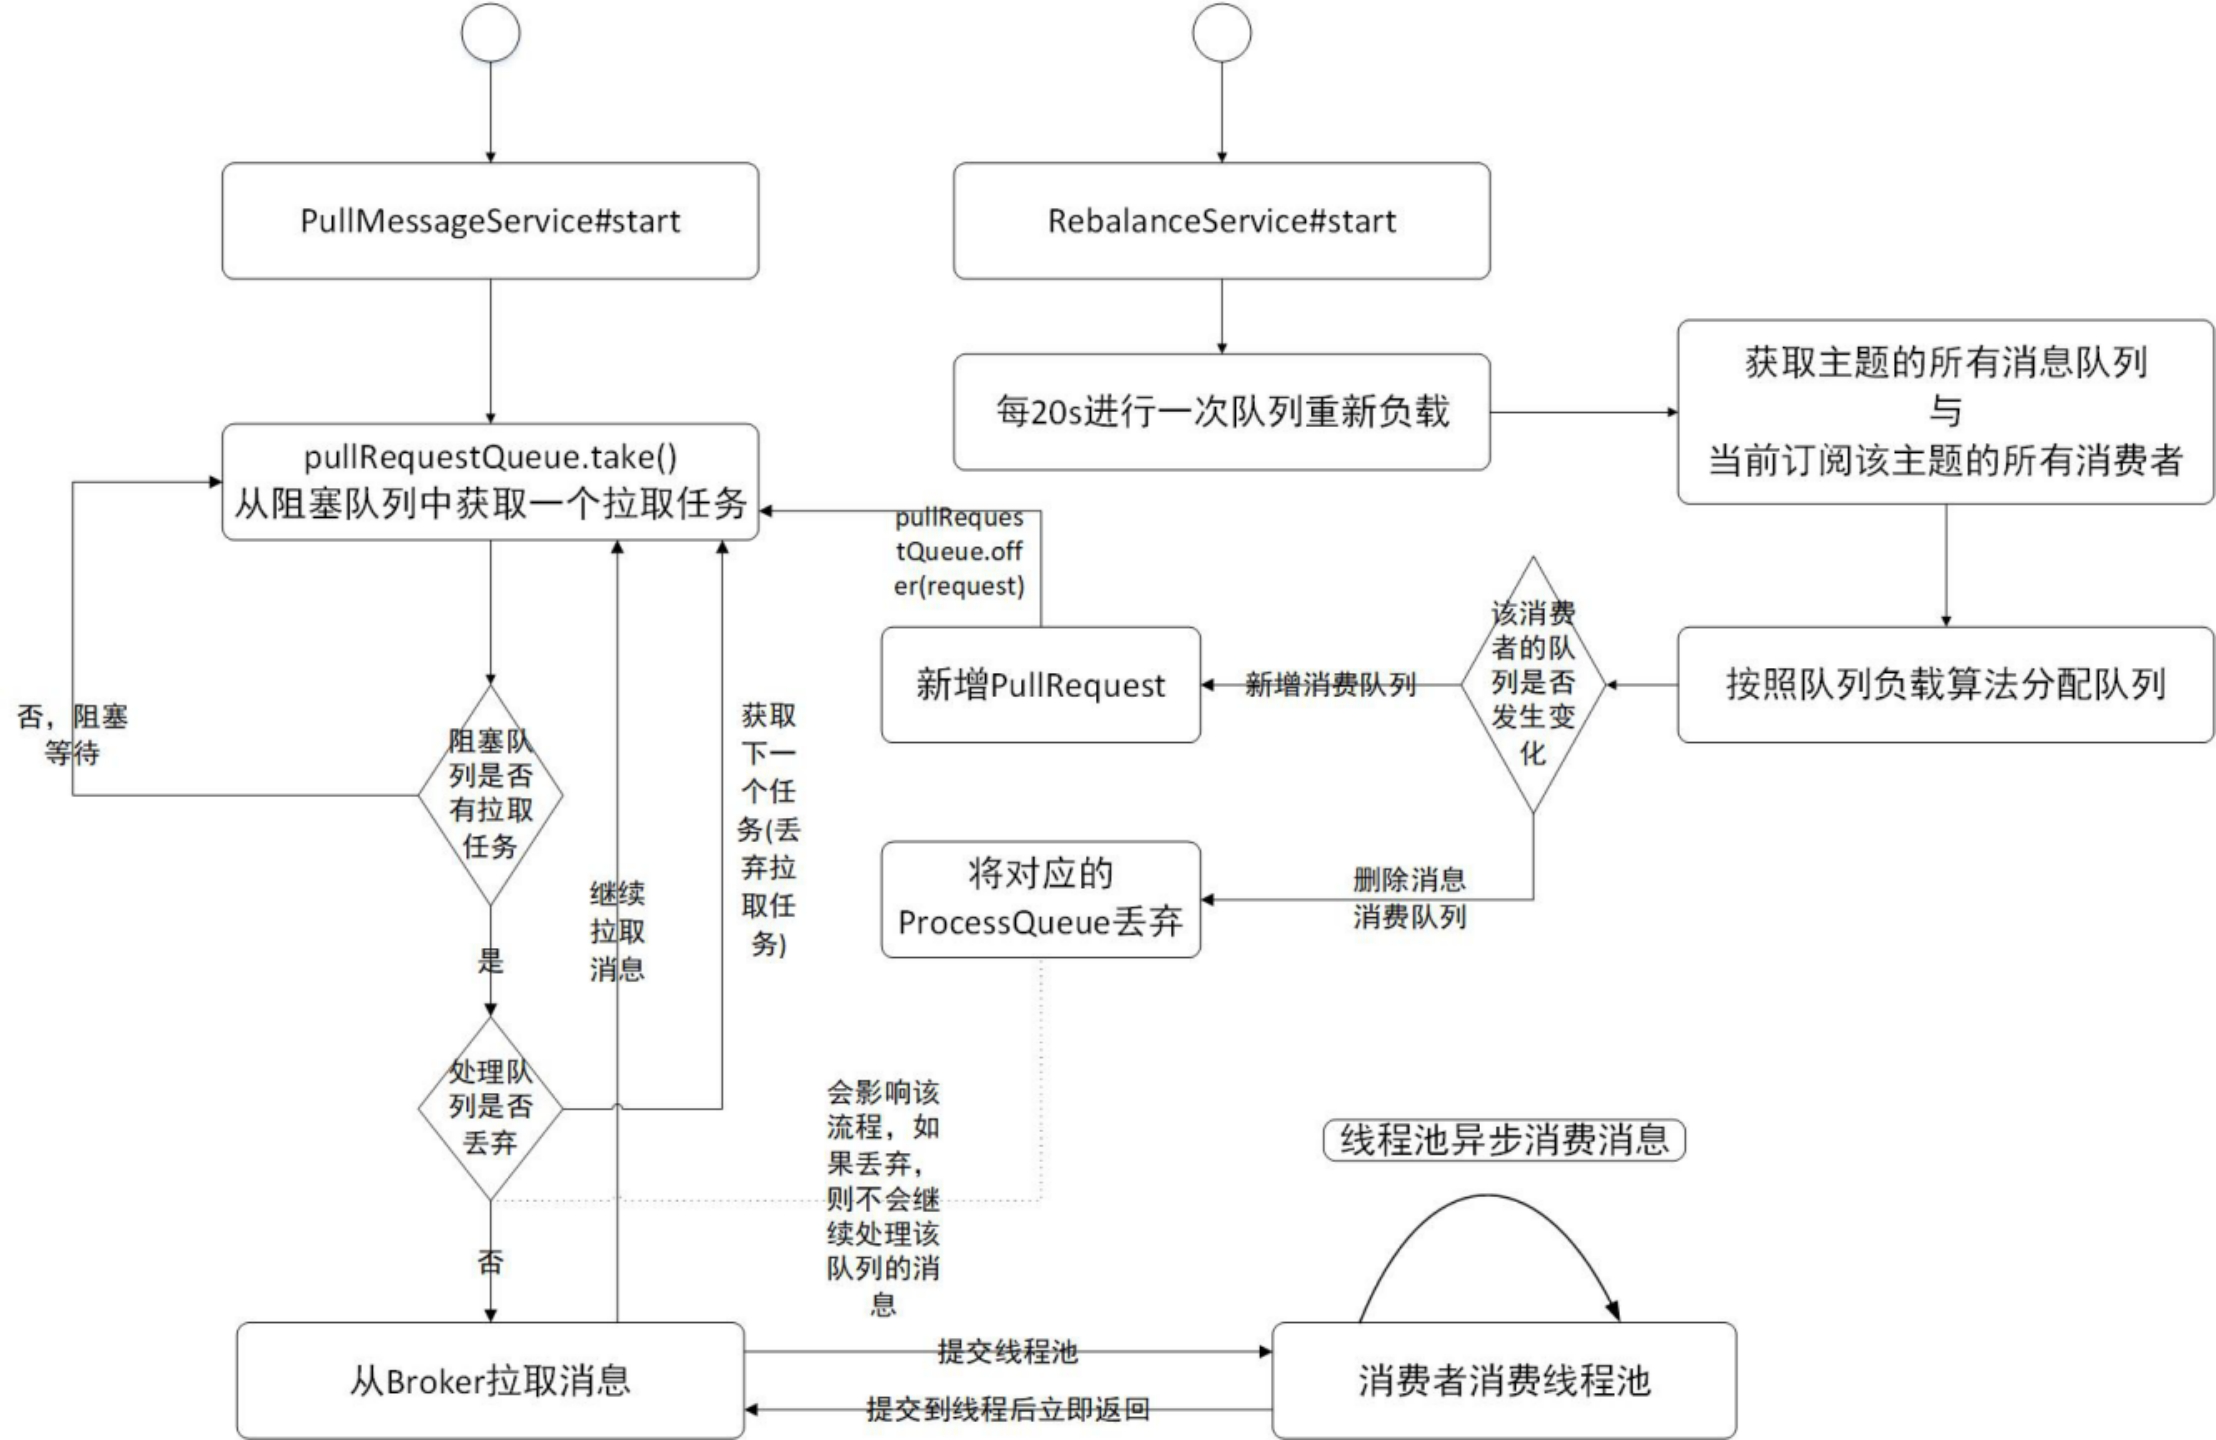 PullMessageService#start
RebalanceService#start
每20s进行一次队列重新负载
获取主题的所有消息队列
与
当前订阅该主题的所有消费者
pullRequestQueue.take()
从阻塞队列中获取一个拉取任务
pullReques
tQueue.off
er(request)
该消费
者的队
列是否
发生变
化
按照队列负载算法分配队列
新增消费队列
新增PullRequest
否，阻塞
等待
阻塞队
列是否
有拉取
任务
获取
下一
个任
务(丢
弃拉
取任
务)
继续
拉取
消息
将对应的
ProcessQueue丢弃
删除消息
消费队列
是
处理队
列是否
丢弃
会影响该
流程，如
果丢弃，
则不会继
续处理该
队列的消
息
线程池异步消费消息
否
从Broker拉取消息
提交线程池
提交到线程后立即返回
消费者消费线程池